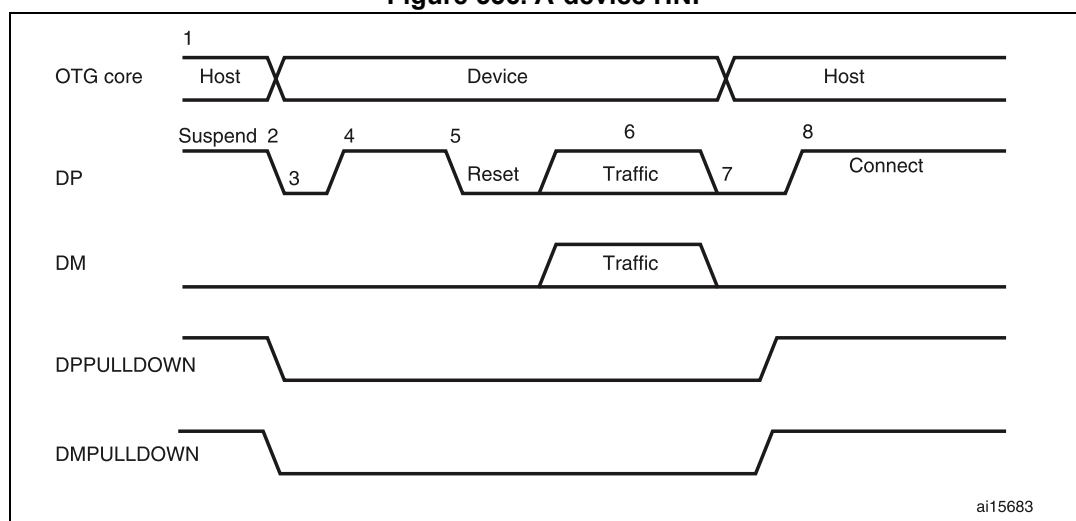 Figure A-device HNP
1
OTG core Host Device Host
Suspend 2 4 5 6 8
DP 3 Reset Traffic 7 Connect
DM Traffic
DPPULLDOWN
DMPULLDOWN
ai15683